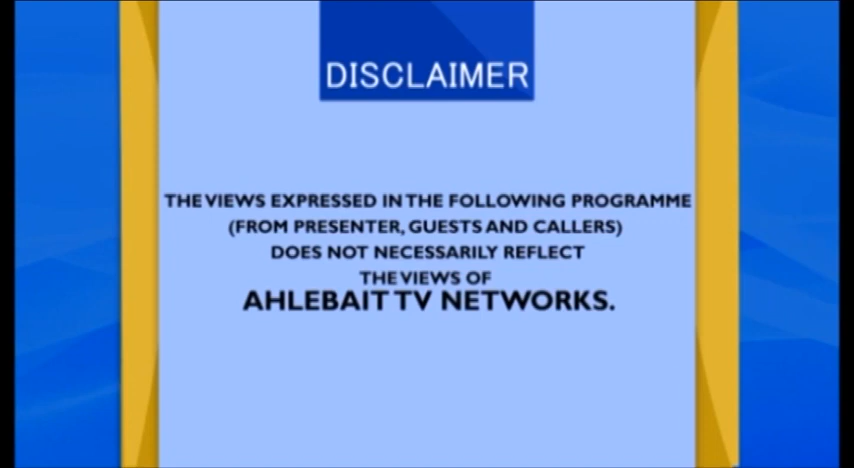 DISCLAIMER
THE VIEWS EXPRESSED IN THE FOLLOWING PROGRAMME
(FROM PRESENTER, GUESTS AND CALLERS)
DOES NOT NECESSARILY REFLECT
THE VIEWS OF
AHLEBAIT TV NETWORKS.